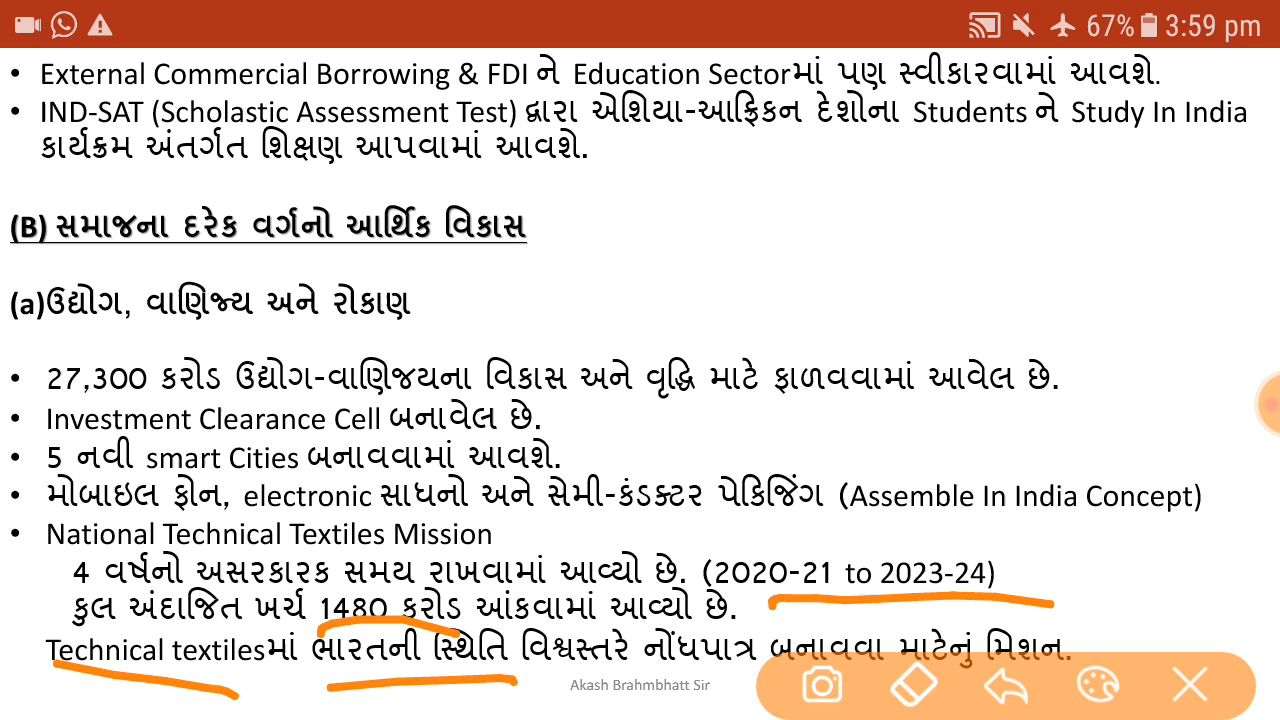 67% 3:59 pm
• External Commercial Borrowing & FDI ને Education Sectorમાં પણ સ્વીકારવામાં આવશે.
• IND-SAT (Scholastic Assessment Test) દ્વારા એશિયા-આફ્રિકન દેશોના Students ને Study In India
કાર્યક્રમ અંતર્ગત શિક્ષણ આપવામાં આવશે.
(B) સમાજના દરેક વર્ગનો આર્થિક વિકાસ
(a)ઉદ્યોગ, વાણિજ્ય અને રોકાણ
• 27,300 કરોડ ઉદ્યોગ-વાણિજયના વિકાસ અને વૃદ્ધિ માટે ફાળવવામાં આવેલ છે.
• Investment Clearance Cell બનાવેલ છે.
• 5 નવી smart Cities બનાવવામાં આવશે.
• મોબાઇલ ફોન, electronic સાધનો અને સેમી-કંડક્ટર પેકિજિંગ (Assemble In India Concept)
• National Technical Textiles Mission
4 વર્ષનો અસરકારક સમય રાખવામાં આવ્યો છે. (2020-21 to 2023-24)
કુલ અંદાજિત ખર્ચ 1480 કરોડ આંકવામાં આવ્યો છે.
Technical textilesમાં ભારતની સ્થિતિ વિશ્વસ્તરે નોંધપાત્ર બનાવવા માટેનું મિશન.
Akash Brahmbhatt Sir